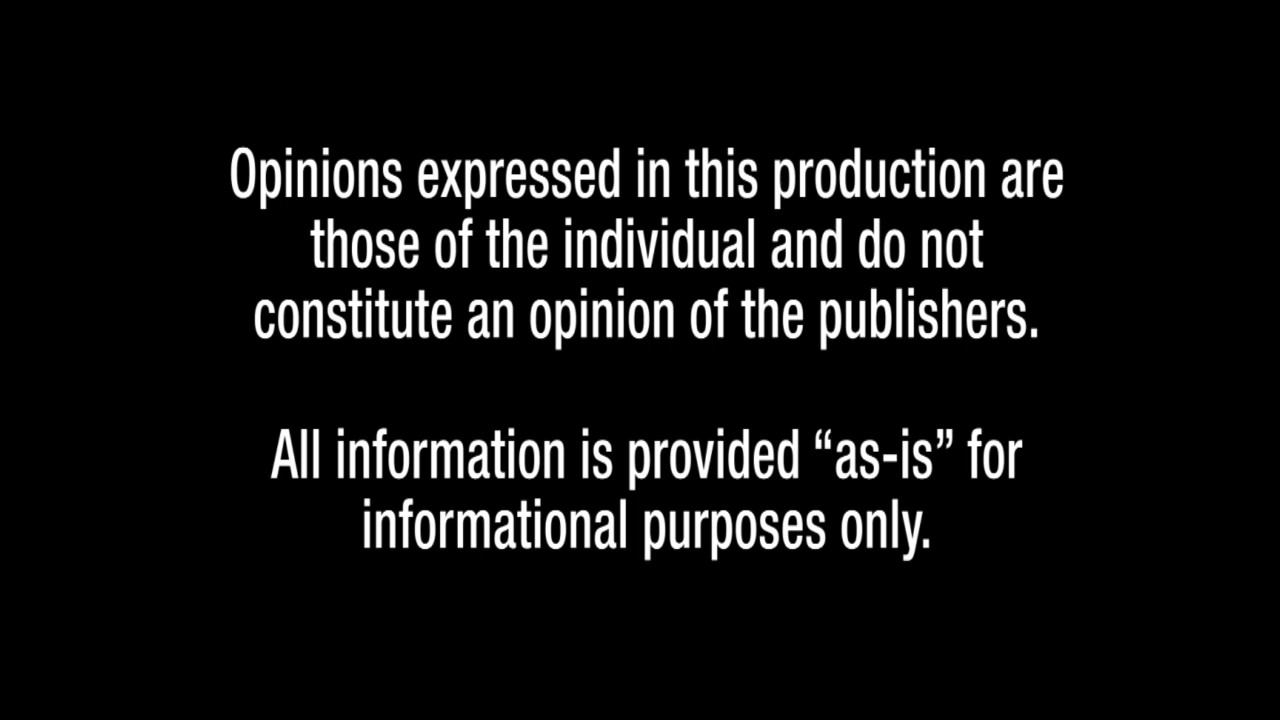 Opinions expressed in this production are
those of the individual and do not
constitute an opinion of the publishers.
All information is provided “as-is” for
informational purposes only.